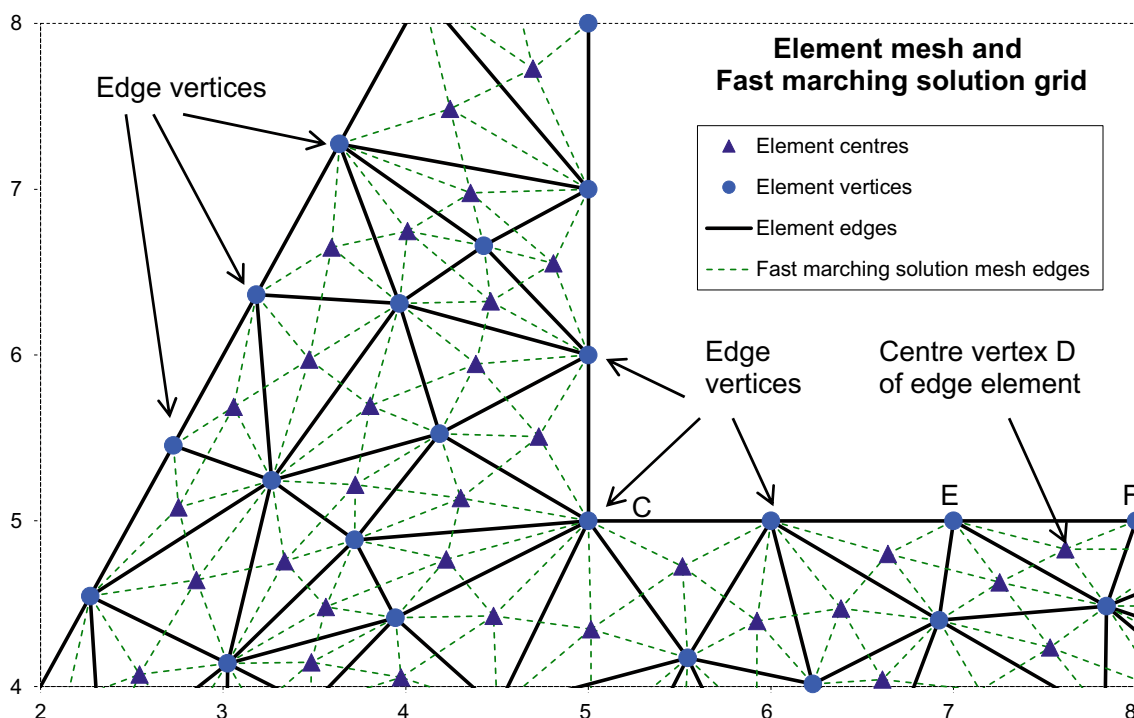 Element mesh and
Fast marching solution grid
Edge vertices
Element centres
Element vertices
Element edges
Fast marching solution mesh edges
Edge
vertices
Centre vertex D
of edge element
C
E
F
8
7
6
5
4
2
3
4
5
6
7
8